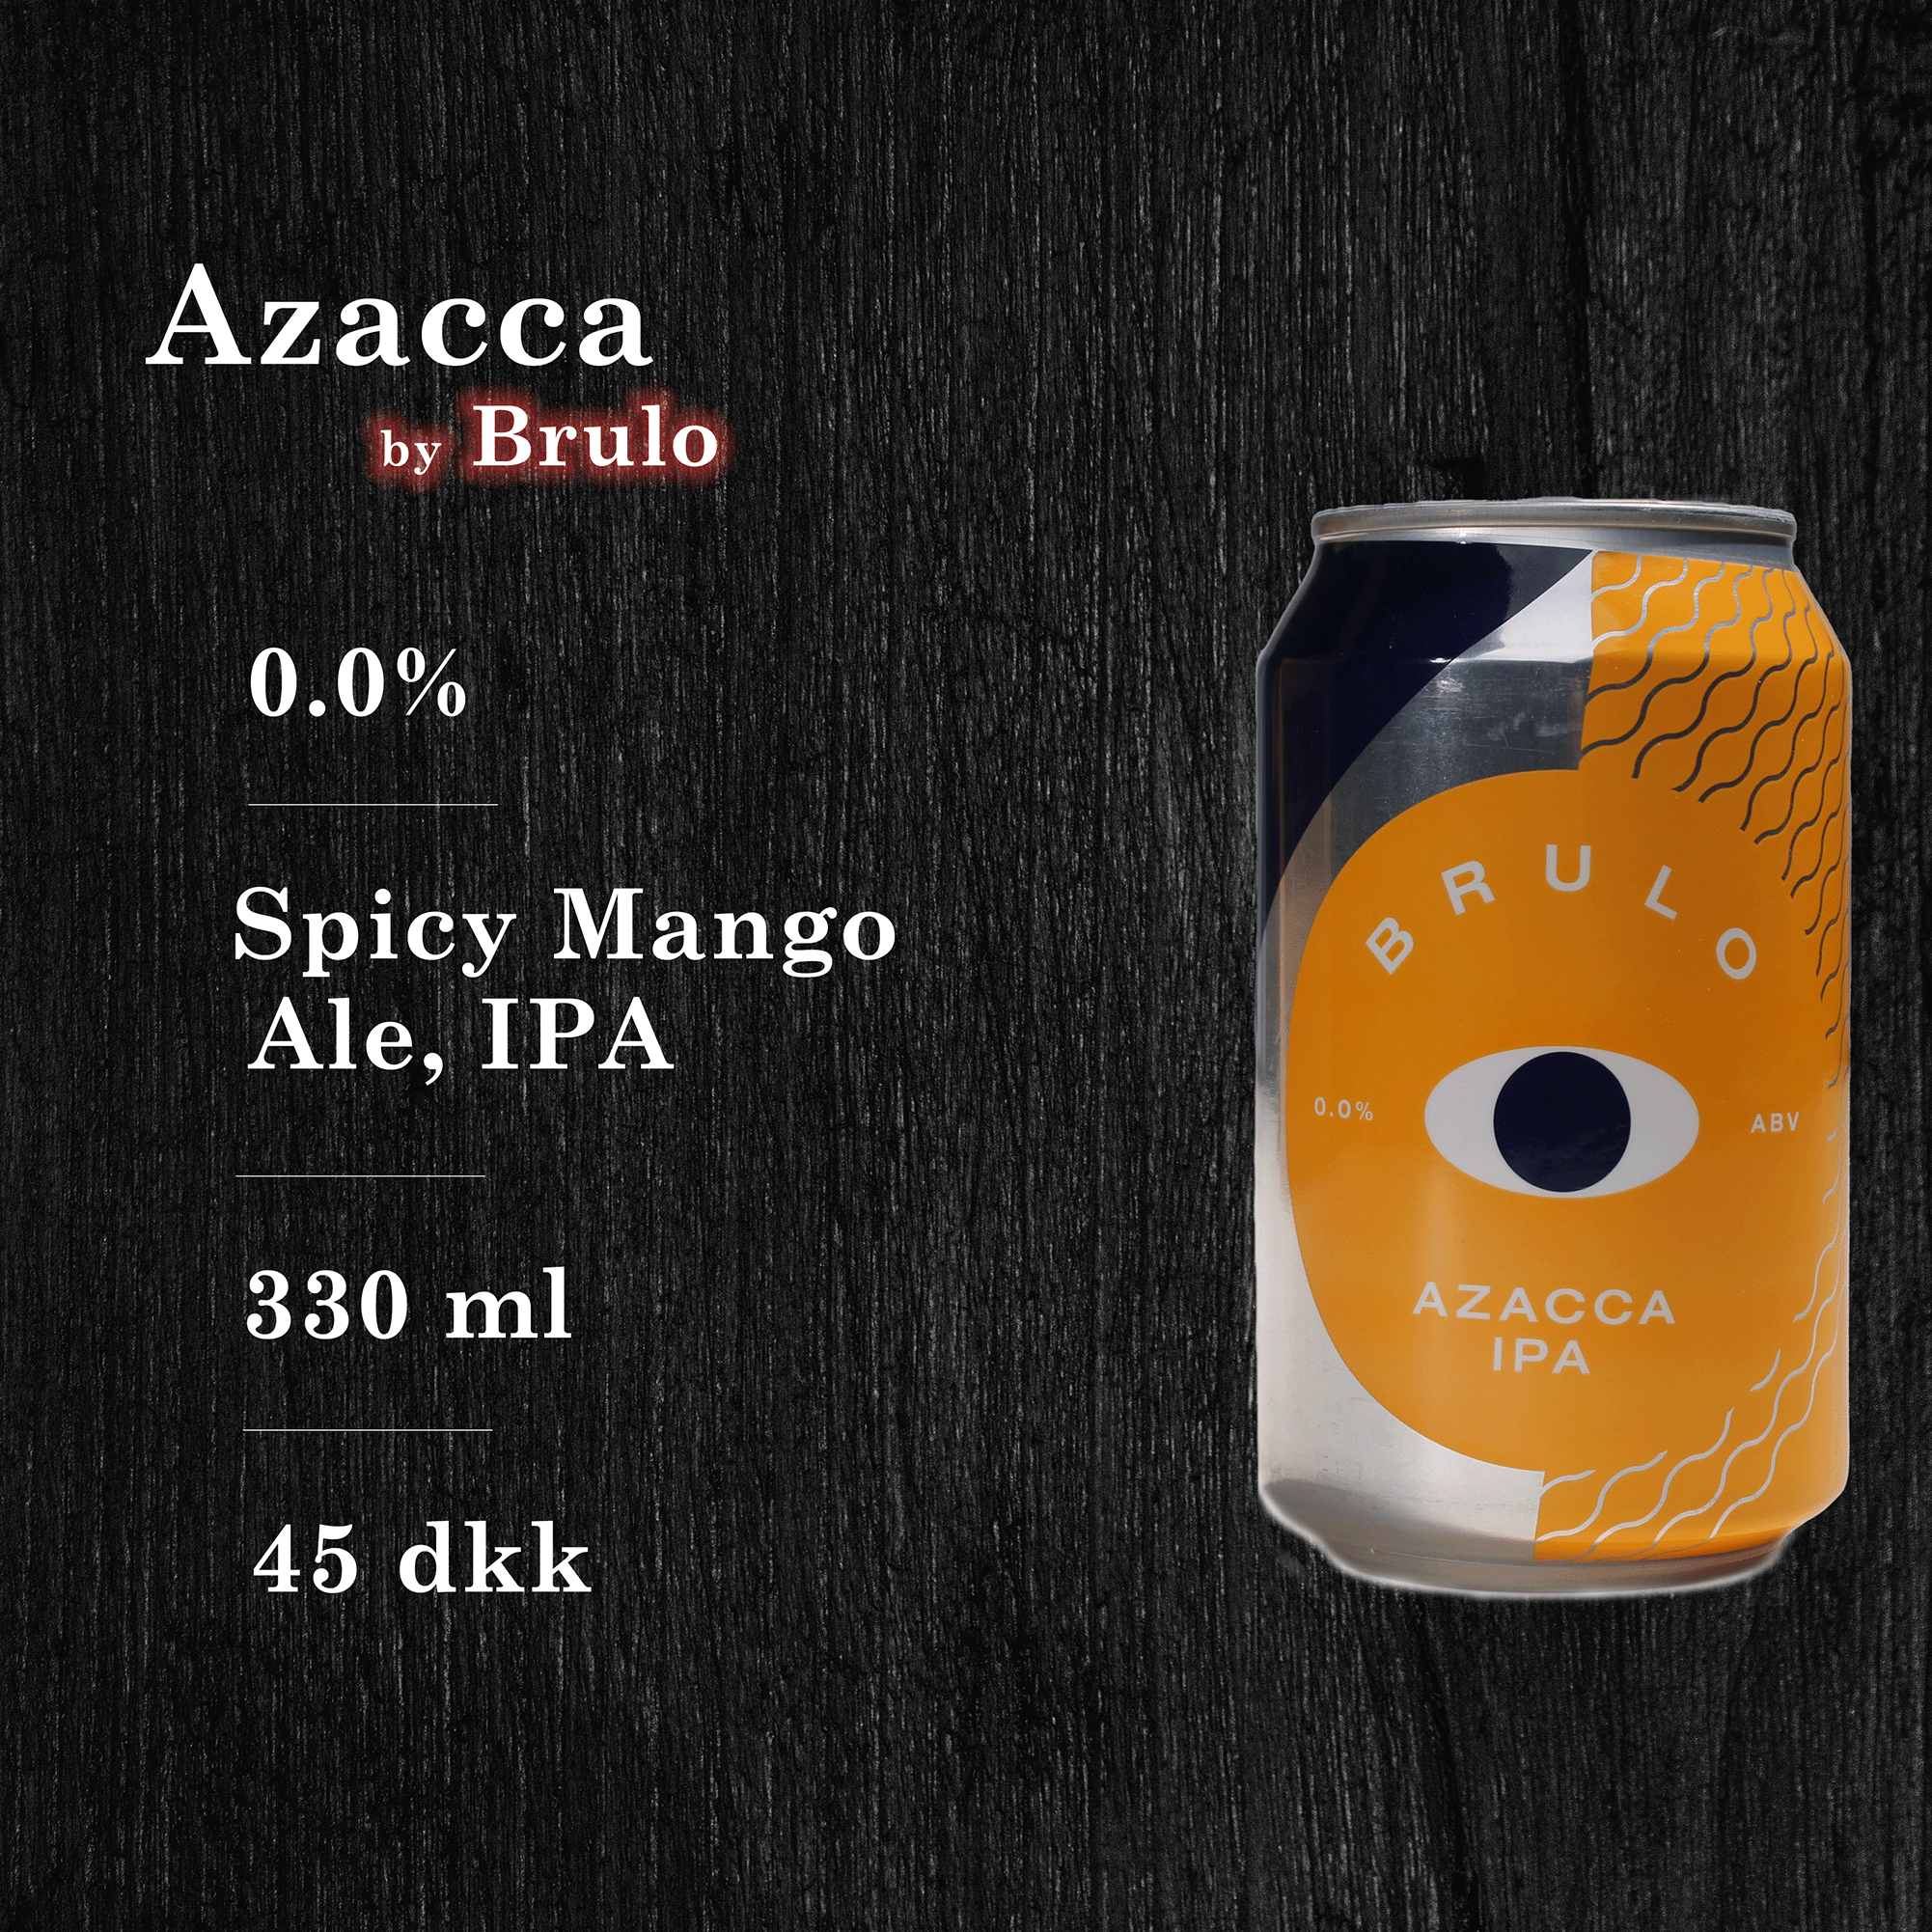 Azacca
by Brulo
0.0%
Spicy Mango
Ale, IPA
330 ml
45 dkk
BRULO
0.0% ABV
AZACCA
IPA